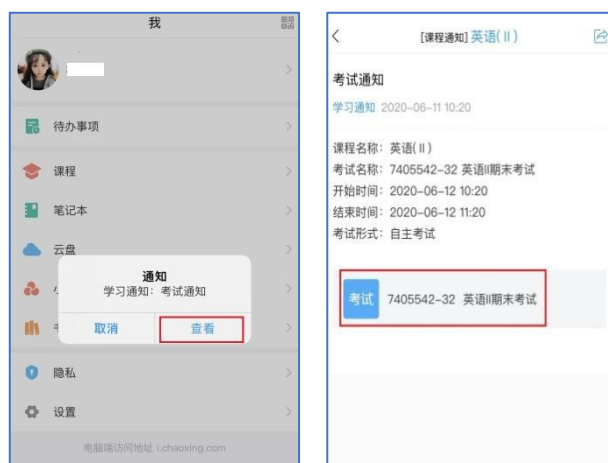 我
待办事项
课程
笔记本
云盘
通知
学习通知：考试通知
取消
查看
隐私
设置
电脑端访问地址 i.chaoxing.com
[课程通知] 英语(Ⅱ)
考试通知
学习通知 2020-06-11 10:20
课程名称：英语(Ⅱ)
考试名称：7405542-32 英语Ⅱ期末考试
开始时间：2020-06-12 10:20
结束时间：2020-06-12 11:20
考试形式：自主考试
考试 7405542-32 英语Ⅱ期末考试